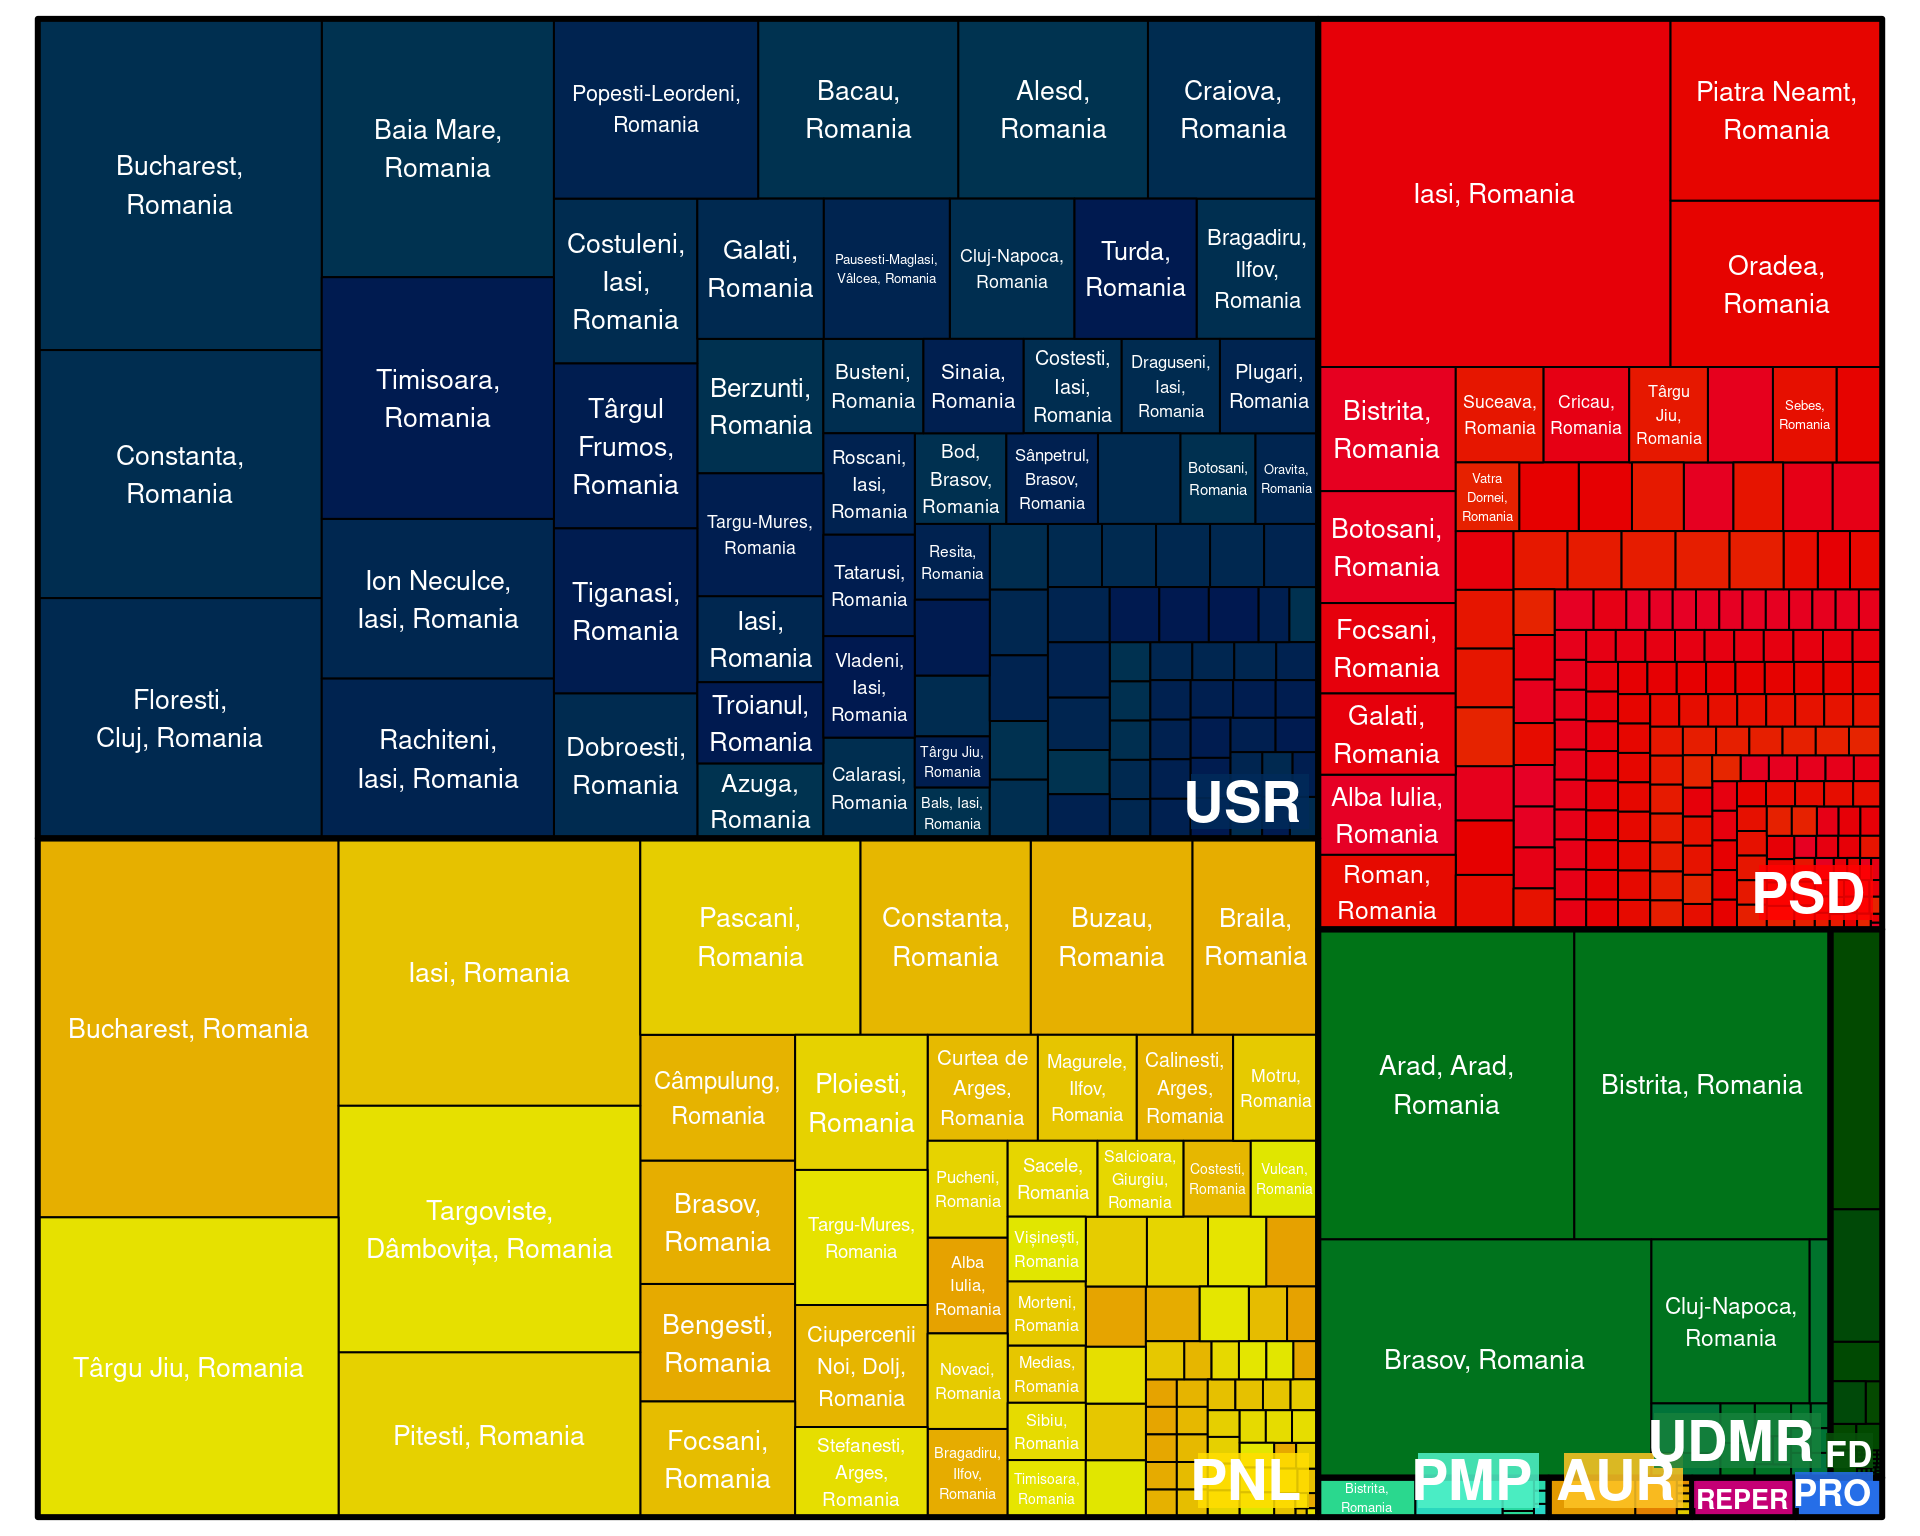 Bucharest,
Romania
Constanta,
Romania
Floresti,
Cluj, Romania
Baia Mare,
Romania
Timisoara,
Romania
Ion Neculce,
Iasi, Romania
Rachiteni,
Iasi, Romania
Popesti-Leordeni,
Romania
Bacau,
Romania
Alesd,
Romania
Craiova,
Romania
Costuleni,
Iasi,
Romania
Târgul
Frumos,
Romania
Tiganasi,
Romania
Dobroesti,
Romania
Galati,
Romania
Berzunti,
Romania
Targu-Mures,
Romania
Iasi,
Romania
Troianul,
Romania
Azuga,
Romania
Pausesti-Maglasi,
Vâlcea, Romania
Cluj-Napoca,
Romania
Turda,
Romania
Bragadiru,
Ilfov,
Romania
Busteni,
Romania
Sinaia,
Romania
Costesti,
Iasi,
Romania
Draguseni,
Iasi,
Romania
Plugari,
Romania
Roscani,
Iasi,
Romania
Tatarusi,
Romania
Vladeni,
Iasi,
Romania
Calarasi,
Romania
Bod,
Brasov,
Romania
Sânpetrul,
Brasov,
Romania
Botosani,
Romania
Oravita,
Romania
Resita,
Romania
Târgu Jiu,
Romania
Bals, Iasi,
Romania
USR
Iasi, Romania
Piatra Neamt,
Romania
Oradea,
Romania
Bistrita,
Romania
Botosani,
Romania
Focsani,
Romania
Galati,
Romania
Alba Iulia,
Romania
Roman,
Romania
Suceava,
Romania
Cricau,
Romania
Târgu
Jiu,
Romania
Sebes,
Romania
Vatra
Dornei,
Romania
PSD
Bucharest, Romania
Târgu Jiu, Romania
Iasi, Romania
Targoviste,
Dâmbovița, Romania
Pitesti, Romania
Pascani,
Romania
Constanta,
Romania
Buzau,
Romania
Braila,
Romania
Câmpulung,
Romania
Brasov,
Romania
Bengesti,
Romania
Focsani,
Romania
Ploiesti,
Romania
Targu-Mures,
Romania
Ciupercenii
Noi, Dolj,
Romania
Stefanesti,
Arges,
Romania
Curtea de
Arges,
Romania
Magurele,
Ilfov,
Romania
Calinesti,
Arges,
Romania
Motru,
Romania
Pucheni,
Romania
Alba
Iulia,
Romania
Novaci,
Romania
Bragadiru,
Ilfov,
Romania
Sacele,
Romania
Salcioara,
Giurgiu,
Romania
Costesti,
Romania
Vulcan,
Romania
Vișinești,
Romania
Morteni,
Romania
Medias,
Romania
Sibiu,
Romania
Timisoara,
Romania
PNL
Arad, Arad,
Romania
Bistrita, Romania
Brasov, Romania
Cluj-Napoca,
Romania
UDMR
FD
Bistrita,
Romania
PMP
AUR
REPER
PRO